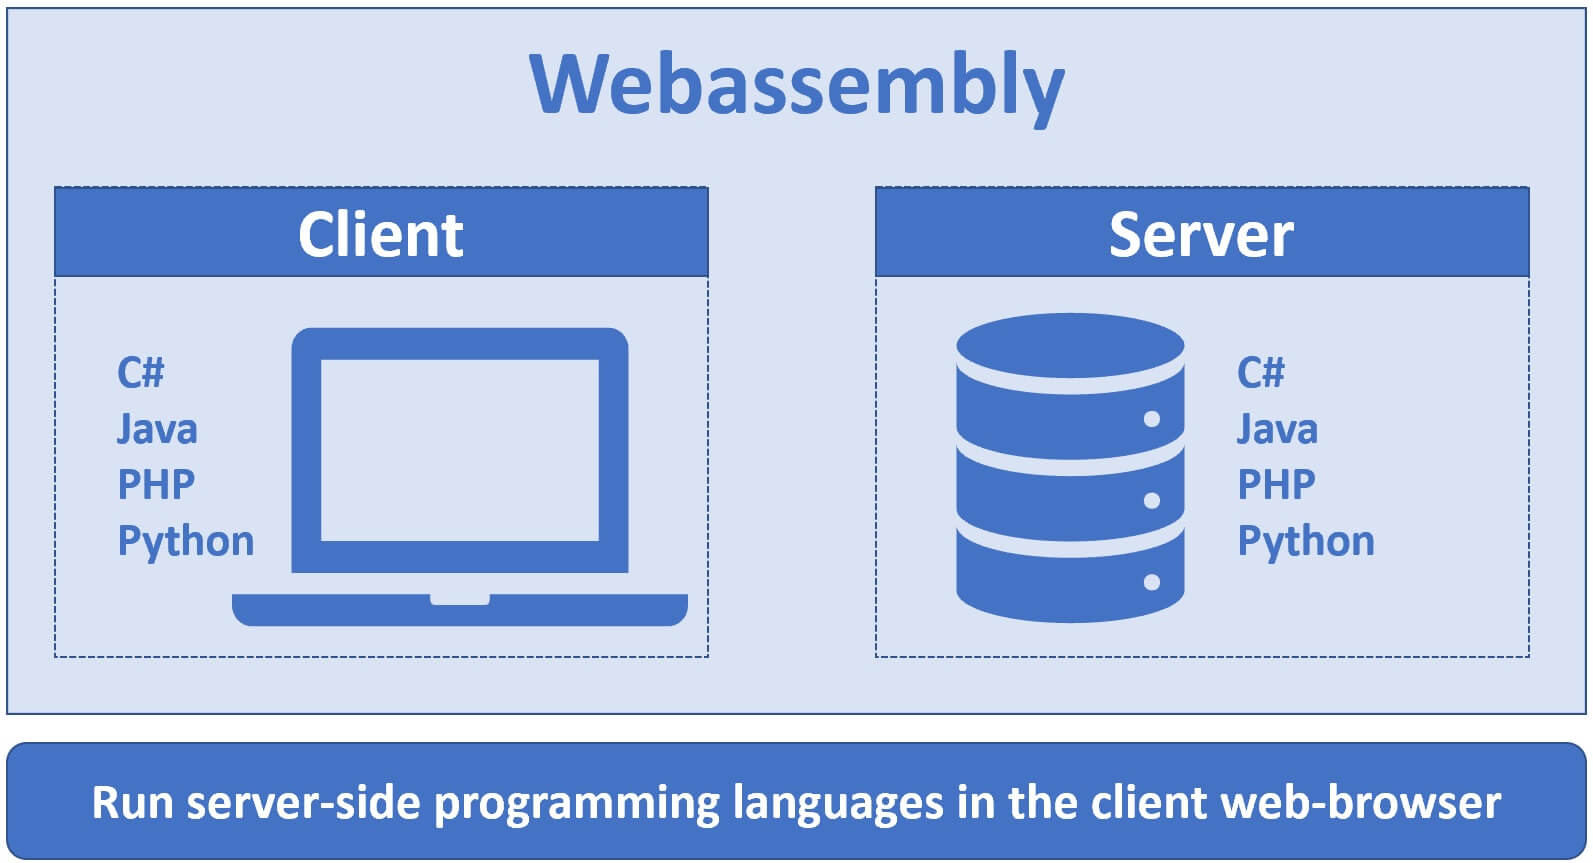 Webassembly
Client
C#
Java
PHP
Python
Server
C#
Java
PHP
Python
Run server-side programming languages in the client web-browser